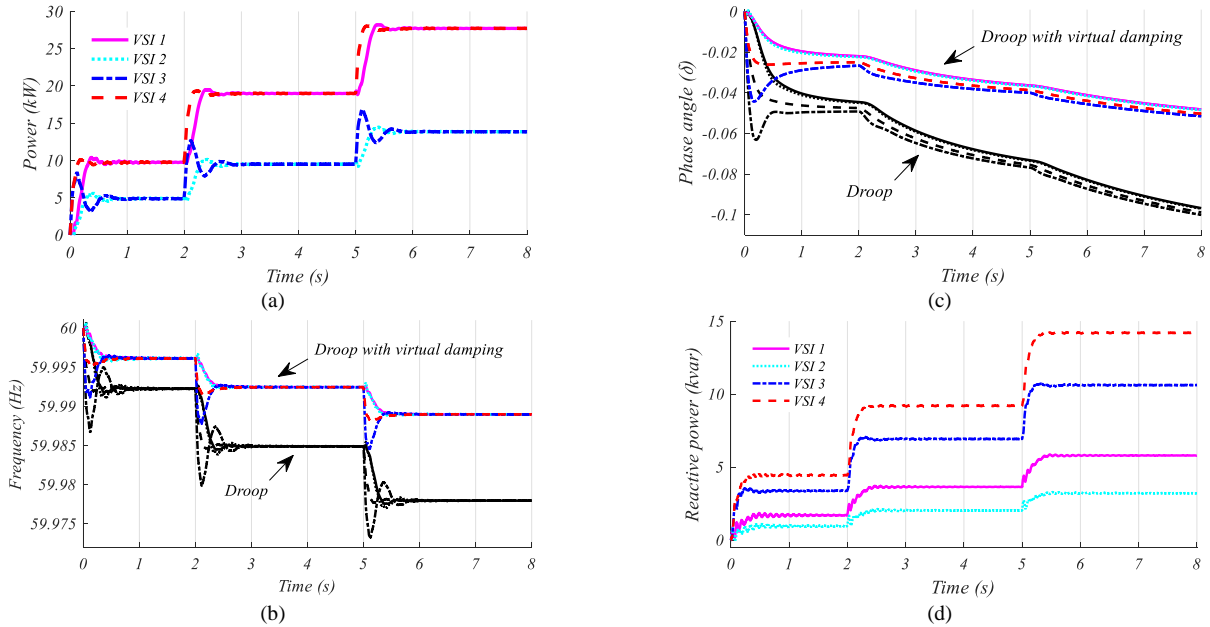 30
25
20
15
10
5
0
Power (kW)
VSI 1
VSI 2
VSI 3
VSI 4
0 1 2 3 4 5 6 7 8
Time (s)
(a)
0
-0.02
-0.04
-0.06
-0.08
-0.1
Phase angle (δ)
Droop with virtual damping
Droop
0 1 2 3 4 5 6 7 8
Time (s)
(c)
60
59.995
59.99
59.985
59.98
59.975
Frequency (Hz)
Droop with virtual damping
Droop
0 1 2 3 4 5 6 7 8
Time (s)
(b)
15
10
5
0
Reactive power (kvar)
VSI 1
VSI 2
VSI 3
VSI 4
0 1 2 3 4 5 6 7 8
Time (s)
(d)